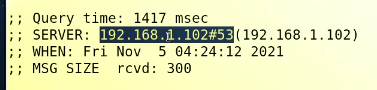 ;; Query time: 1417 msec
;; SERVER: 192.168.1.102#53(192.168.1.102)
;; WHEN: Fri Nov  5 04:24:12 2021
;; MSG SIZE  rcvd: 300